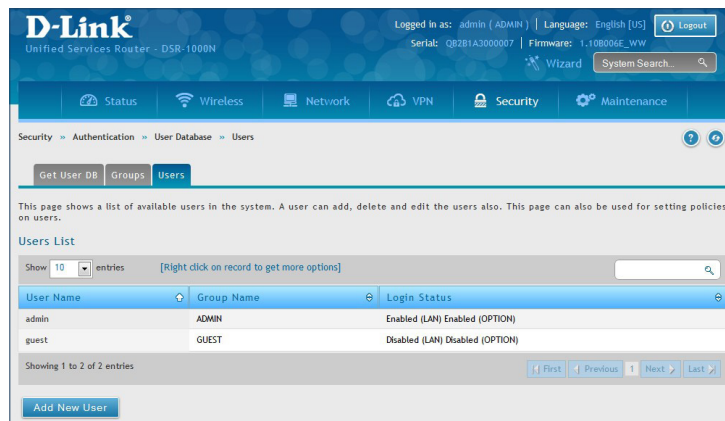 D-Link®
Unified Services Router - DSR-1000N
Logged in as: admin ( ADMIN ) | Language: English [US]
Logout
Serial: QB2B1A3000007 | Firmware: 1.10B006E_WW
Wizard
System Search...
Status
Wireless
Network
VPN
Security
Maintenance
Security » Authentication » User Database » Users
?
Get User DB
Groups
Users
This page shows a list of available users in the system. A user can add, delete and edit the users also. This page can also be used for setting policies
on users.
Users List
Show 10 entries
[Right click on record to get more options]
User Name Group Name Login Status
admin ADMIN Enabled (LAN) Enabled (OPTION)
guest GUEST Disabled (LAN) Disabled (OPTION)
Showing 1 to 2 of 2 entries
First Previous 1 Next Last
Add New User